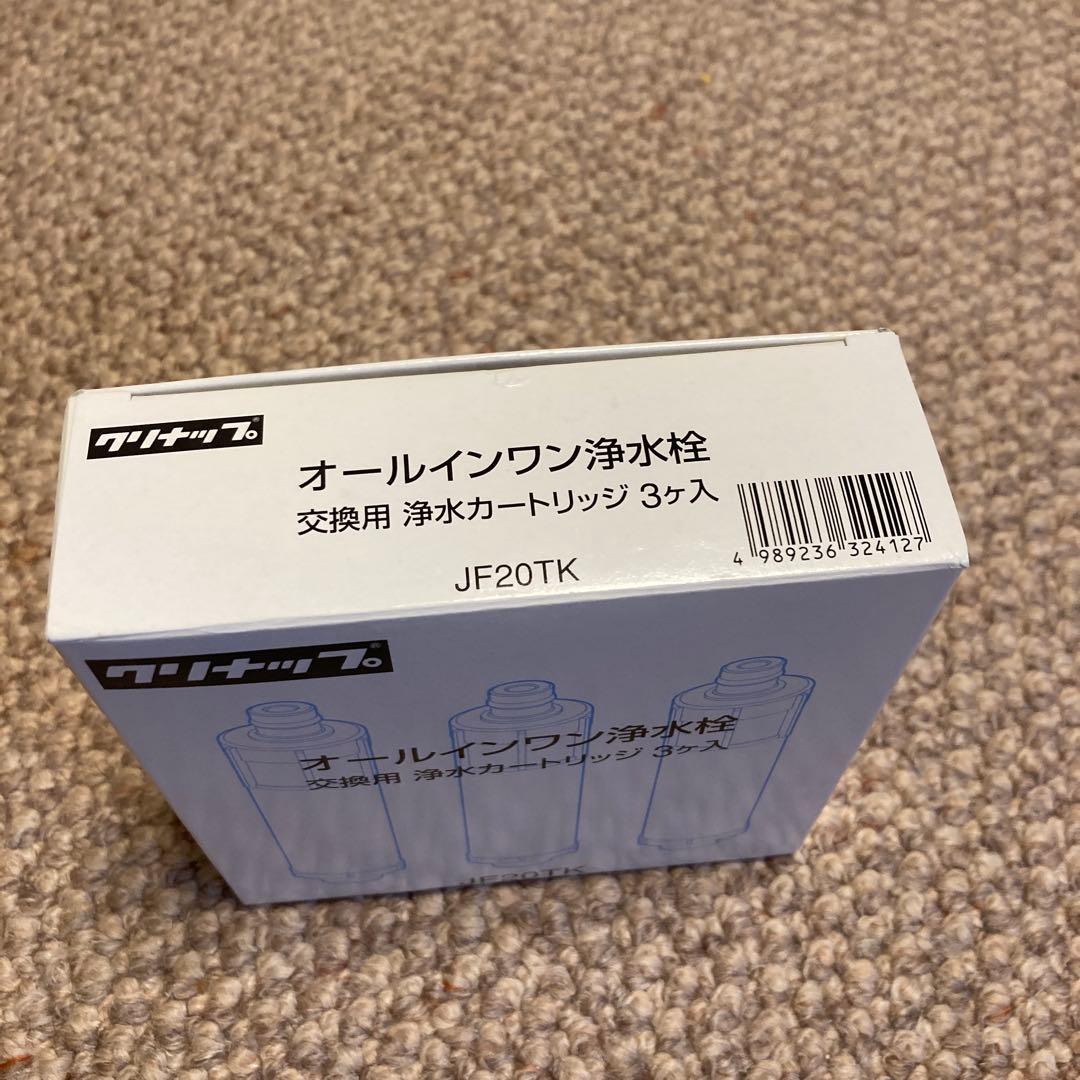 クリナップ®
オールインワン浄水栓
交換用 浄水カートリッジ 3ヶ入
JF20TK
4 989236 324127
クリナップ®
オールインワン浄水栓
交換用 浄水カートリッジ 3ヶ入
JF20TK